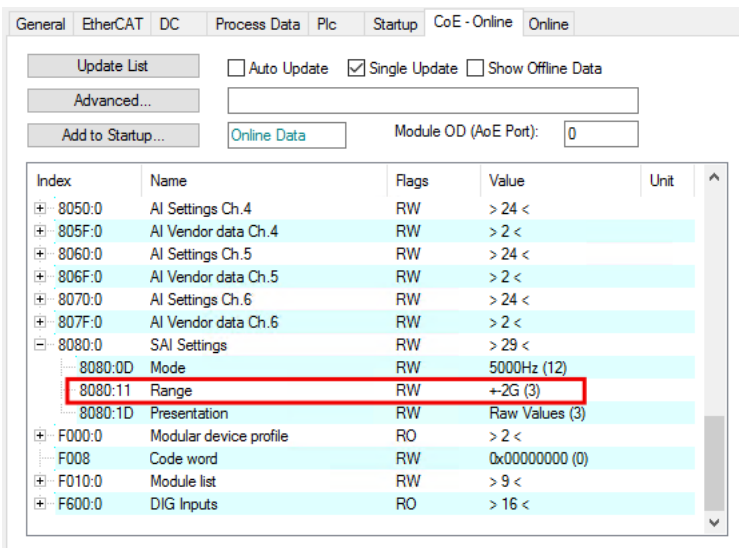 General EtherCAT DC Process Data Plc Startup CoE - Online Online
Update List Auto Update Single Update Show Offline Data
Advanced...
Add to Startup... Online Data Module OD (AoE Port): 0
Index Name Flags Value Unit
8050:0 AI Settings Ch.4 RW > 24 <
805F:0 AI Vendor data Ch.4 RW > 2 <
8060:0 AI Settings Ch.5 RW > 24 <
806F:0 AI Vendor data Ch.5 RW > 2 <
8070:0 AI Settings Ch.6 RW > 24 <
807F:0 AI Vendor data Ch.6 RW > 2 <
8080:0 SAI Settings RW > 29 <
8080:0D Mode RW 5000Hz (12)
8080:11 Range RW +-2G (3)
8080:1D Presentation RW Raw Values (3)
F000:0 Modular device profile RO > 2 <
F008 Code word RW 0x00000000 (0)
F010:0 Module list RW > 9 <
F600:0 DIG Inputs RO > 16 <